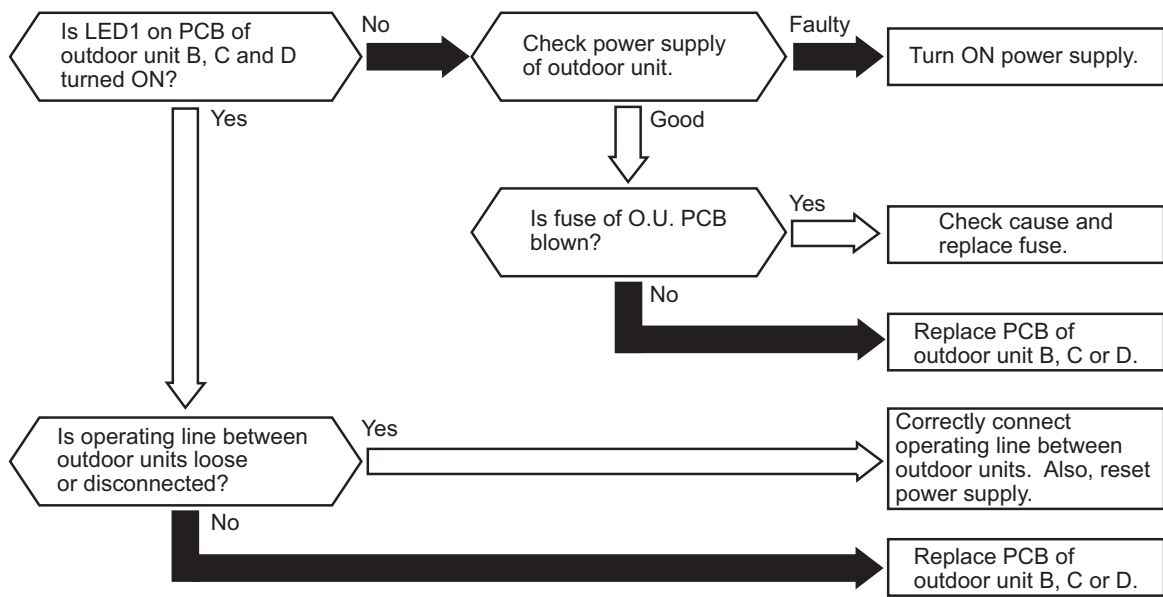 Is LED1 on PCB of
outdoor unit B, C and D
turned ON?
No
Check power supply
of outdoor unit.
Faulty
Turn ON power supply.
Yes
Good
Is fuse of O.U. PCB
blown?
Yes
Check cause and
replace fuse.
No
Replace PCB of
outdoor unit B, C or D.
Is operating line between
outdoor units loose
or disconnected?
Yes
Correctly connect
operating line between
outdoor units. Also, reset
power supply.
No
Replace PCB of
outdoor unit B, C or D.